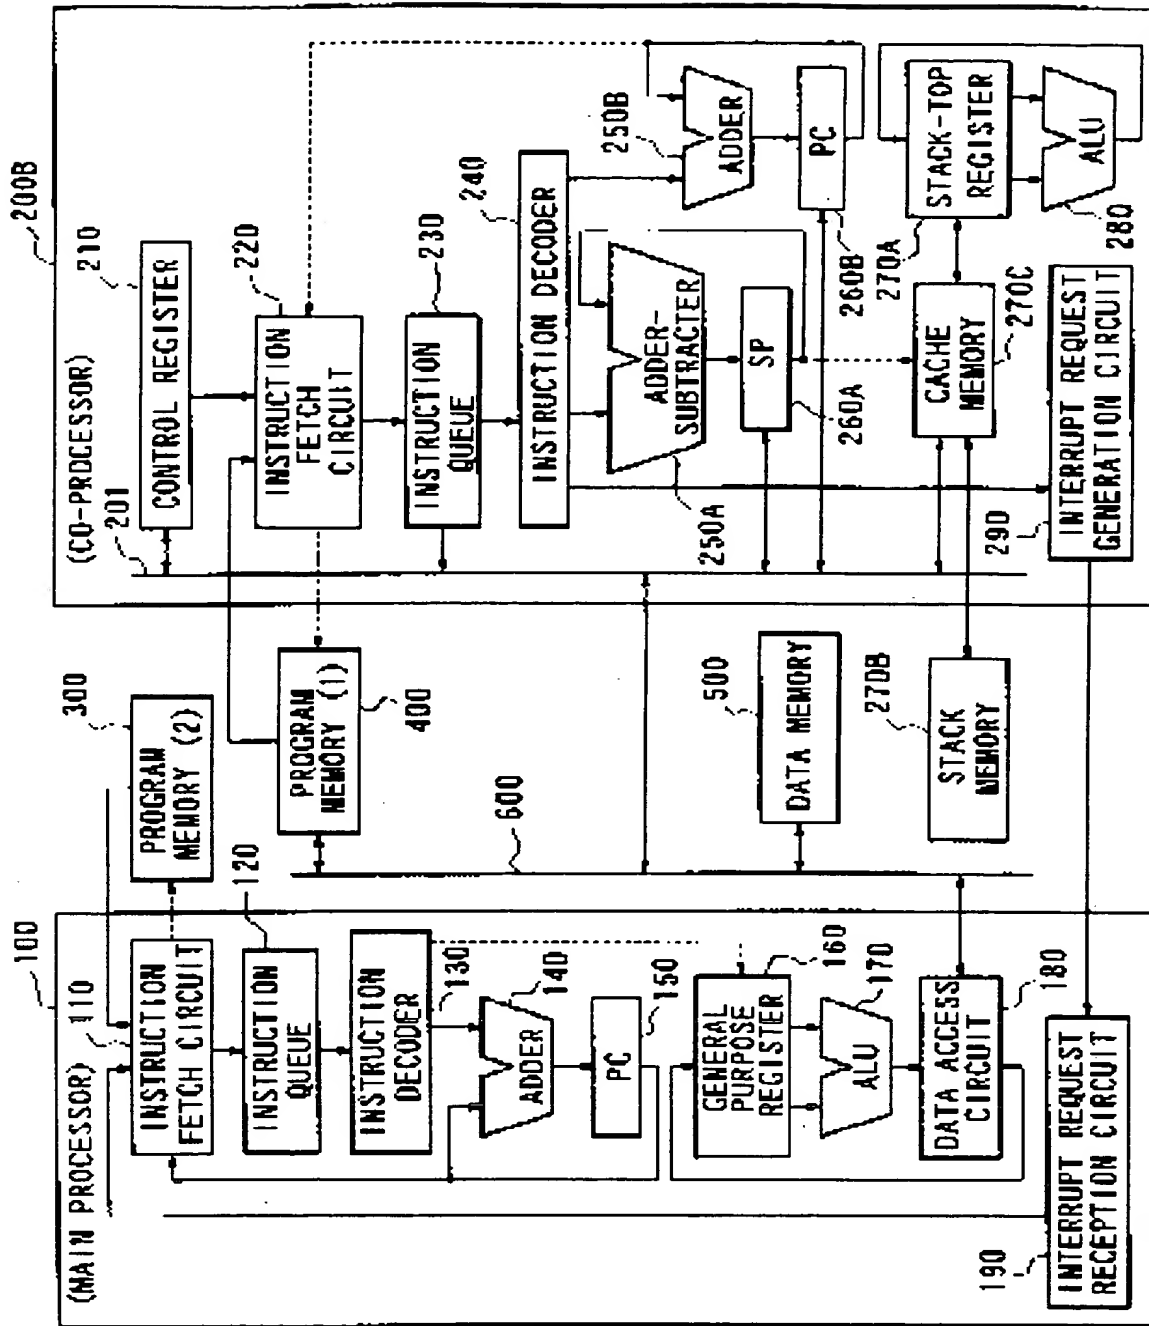 100
(MAIN PROCESSOR)
110
INSTRUCTION
FETCH CIRCUIT
120
INSTRUCTION
QUEUE
INSTRUCTION
DECODER
130
ADDER
140
PC
150
GENERAL
PURPOSE
REGISTER
160
ALU
170
DATA ACCESS
CIRCUIT
180
190
INTERRUPT REQUEST
RECEPTION CIRCUIT
300
PROGRAM
MEMORY (2)
PROGRAM
MEMORY (1)
400
600
500
DATA MEMORY
270B
STACK
MEMORY
200B
(CO-PROCESSOR)
201
210
CONTROL REGISTER
220
INSTRUCTION
FETCH
CIRCUIT
230
INSTRUCTION
QUEUE
240
INSTRUCTION DECODER
250A
ADDER-
SUBTRACTER
SP
260A
250B
ADDER
PC
260B
270A
STACK-TOP
REGISTER
ALU
280
CACHE
MEMORY
270C
290
INTERRUPT REQUEST
GENERATION CIRCUIT